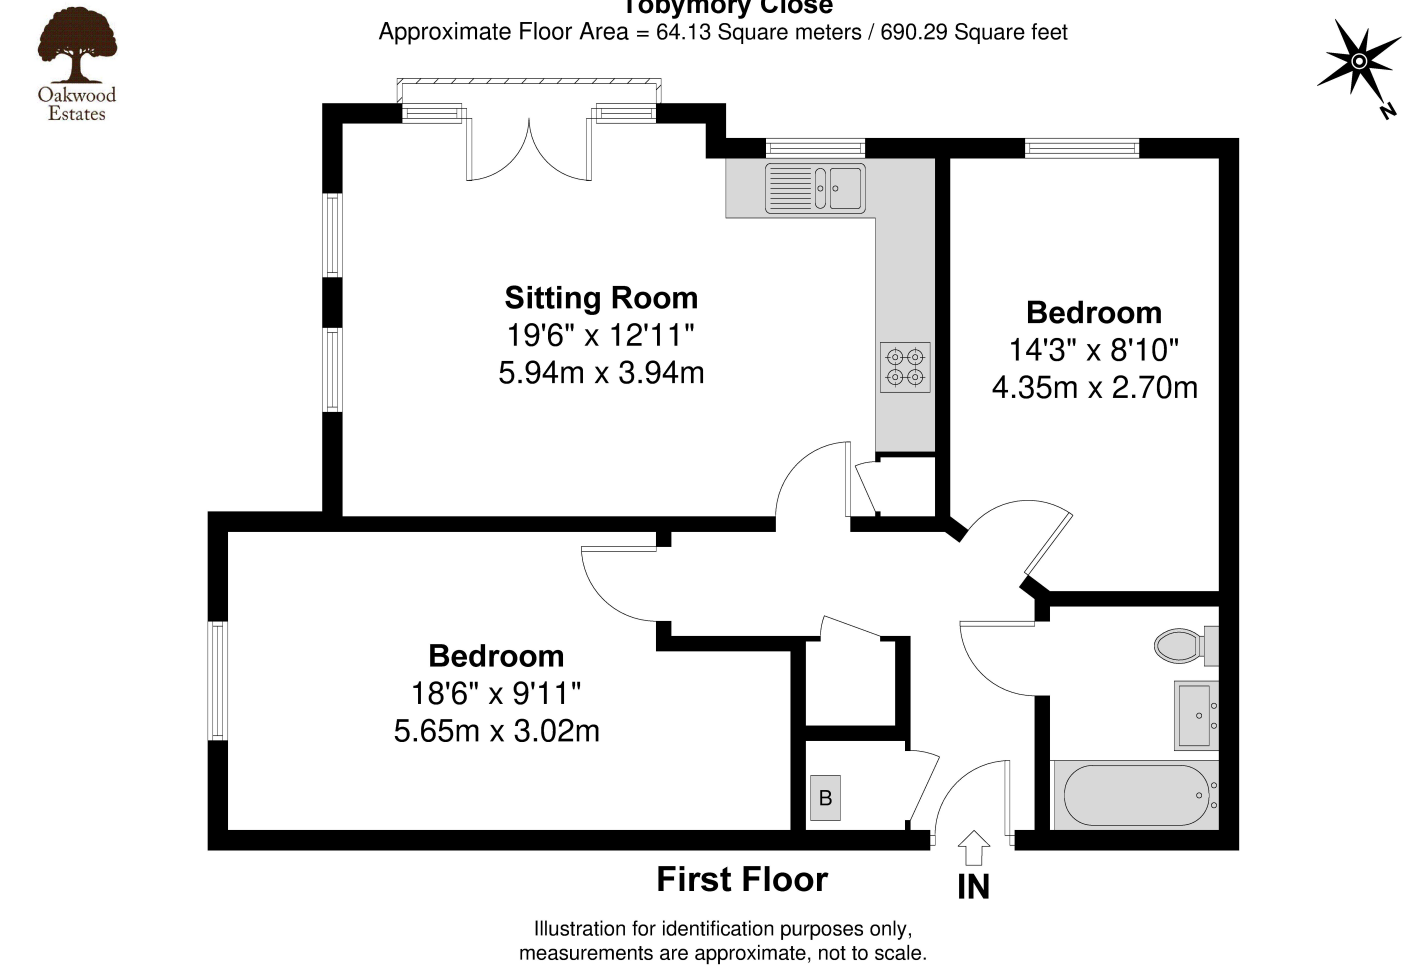 Tobymory Close
Approximate Floor Area = 64.13 Square meters / 690.29 Square feet
Oakwood
Estates
N
Sitting Room
19'6" x 12'11"
5.94m x 3.94m
Bedroom
14'3" x 8'10"
4.35m x 2.70m
Bedroom
18'6" x 9'11"
5.65m x 3.02m
B
First Floor
IN
Illustration for identification purposes only,
measurements are approximate, not to scale.